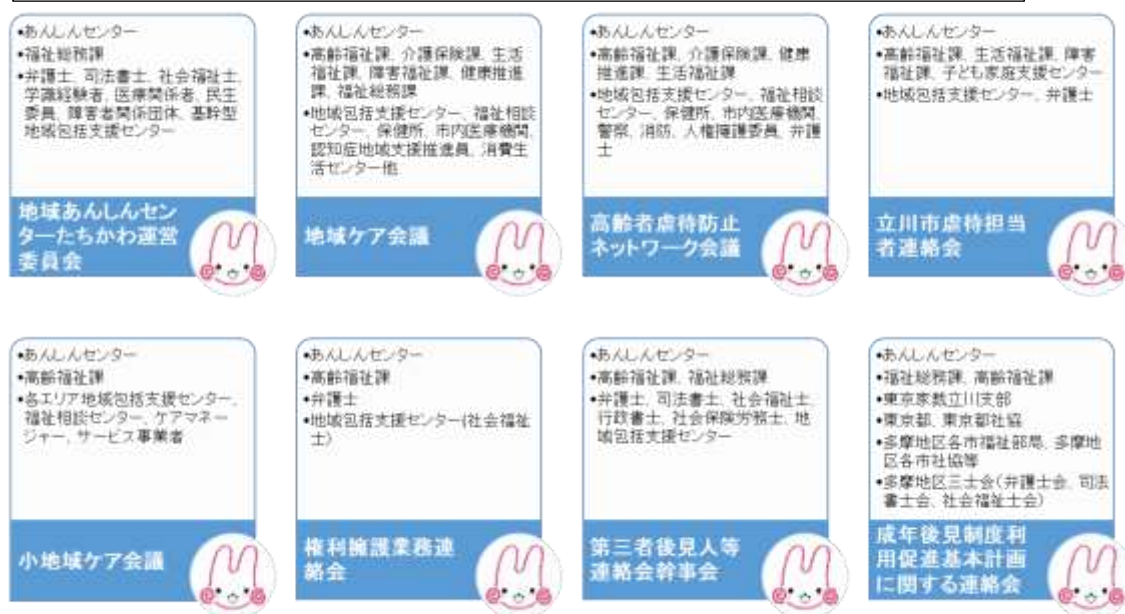 •あんしんセンター
•福祉総務課
•弁護士、司法書士、社会福祉士、
学識経験者、医療関係者、民生
委員、障害者関係団体、基幹型
地域包括支援センター
地域あんしんセン
ターたちかわ運営
委員会
•あんしんセンター
•高齢福祉課、介護保険課、生活
福祉課、障害福祉課、健康推進
課、福祉総務課
•地域包括支援センター、福祉相談
センター、保健所、市内医療機関、
認知症地域支援推進員、消費生
活センター他
地域ケア会議
•あんしんセンター
•高齢福祉課、介護保険課、健康
推進課、生活福祉課
•地域包括支援センター、福祉相談
センター、保健所、市内医療機関、
警察、消防、人権擁護委員、弁護
士
高齢者虐待防止
ネットワーク会議
•あんしんセンター
•高齢福祉課、生活福祉課、障害
福祉課、子ども家庭支援センター
•地域包括支援センター、弁護士
立川市虐待担当
者連絡会
•あんしんセンター
•高齢福祉課
•各エリア地域包括支援センター、
福祉相談センター、ケアマネー
ジャー、サービス事業者
小地域ケア会議
•あんしんセンター
•高齢福祉課
•弁護士
•地域包括支援センター(社会福祉
士)
権利擁護業務連
絡会
•あんしんセンター
•高齢福祉課、福祉総務課
•弁護士、司法書士、社会福祉士、
行政書士、社会保険労務士、地
域包括支援センター
第三者後見人等
連絡会幹事会
•あんしんセンター
•福祉総務課、高齢福祉課
•東京家裁立川支部
•東京都、東京都社協
•多摩地区各市福祉部局、多摩地
区各市社協等
•多摩地区三士会(弁護士会、司法
書士会、社会福祉士会)
成年後見制度利
用促進基本計画
に関する連絡会